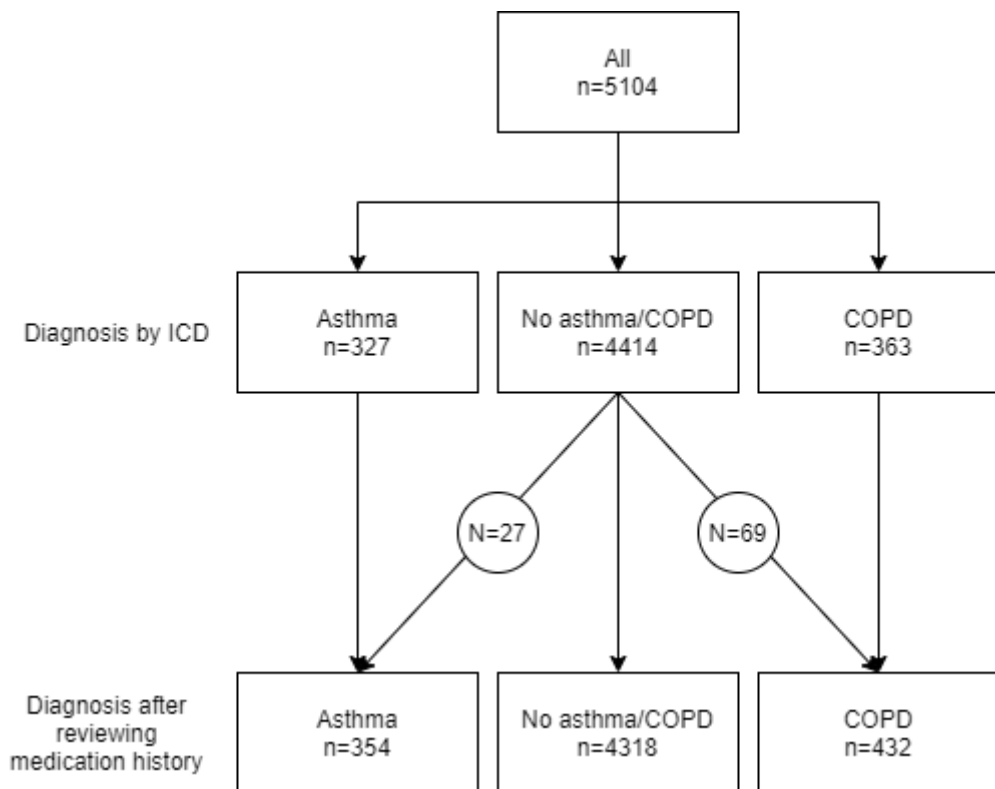 All
n=5104
Diagnosis by ICD
Asthma
n=327
No asthma/COPD
n=4414
COPD
n=363
N=27
N=69
Diagnosis after
reviewing
medication history
Asthma
n=354
No asthma/COPD
n=4318
COPD
n=432